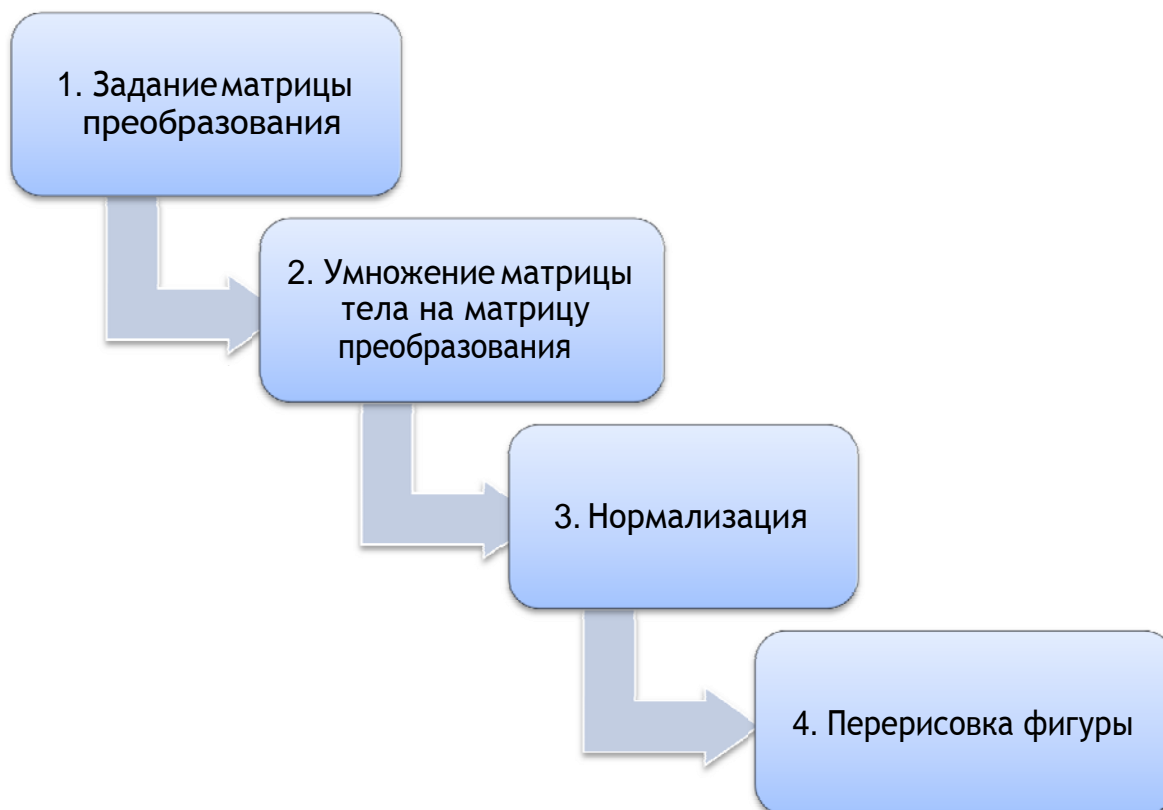 1. Задание матрицы
преобразования
2. Умножение матрицы
тела на матрицу
преобразования
3. Нормализация
4. Перерисовка фигуры